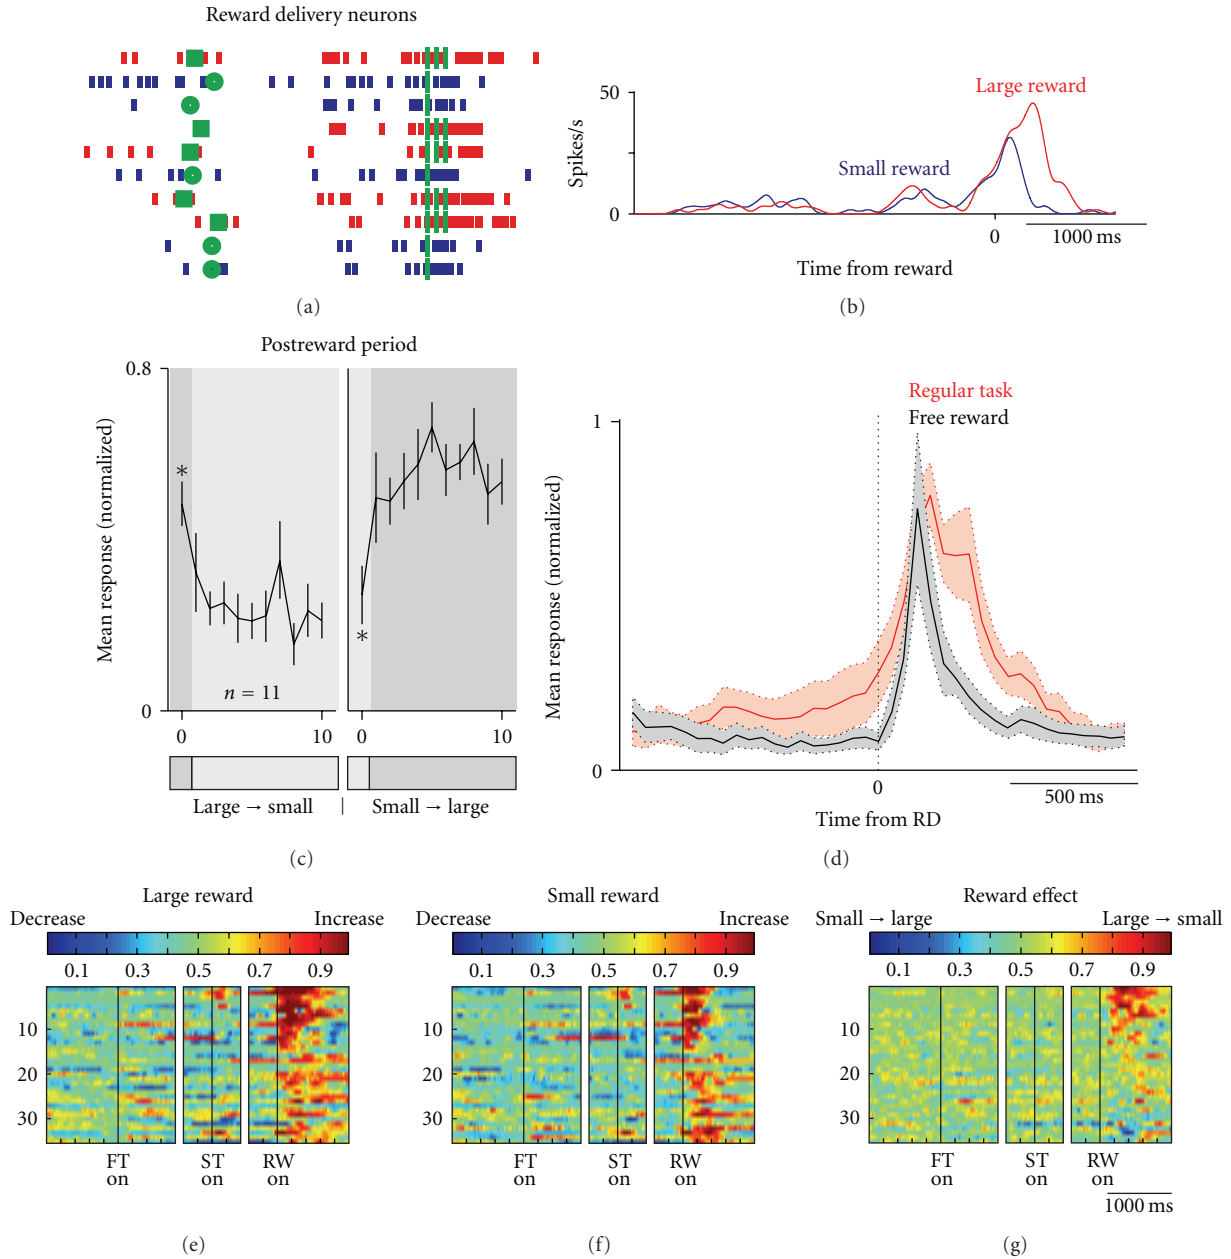 Reward delivery neurons
(a)
50
Spikes/s
0
Large reward
Small reward
0
1000 ms
Time from reward
(b)
Postreward period
0.8
Mean response (normalized)
0
*
*
n = 11
0
10
0
10
Large → small
|
Small → large
(c)
Regular task
Free reward
1
Mean response (normalized)
0
0
500 ms
Time from RD
(d)
Large reward
Decrease
Increase
0.1 0.3 0.5 0.7 0.9
10
20
30
FT on
ST on
RW on
(e)
Small reward
Decrease
Increase
0.1 0.3 0.5 0.7 0.9
10
20
30
FT on
ST on
RW on
(f)
Reward effect
Small → large
Large → small
0.1 0.3 0.5 0.7 0.9
10
20
30
FT on
ST on
RW on
1000 ms
(g)